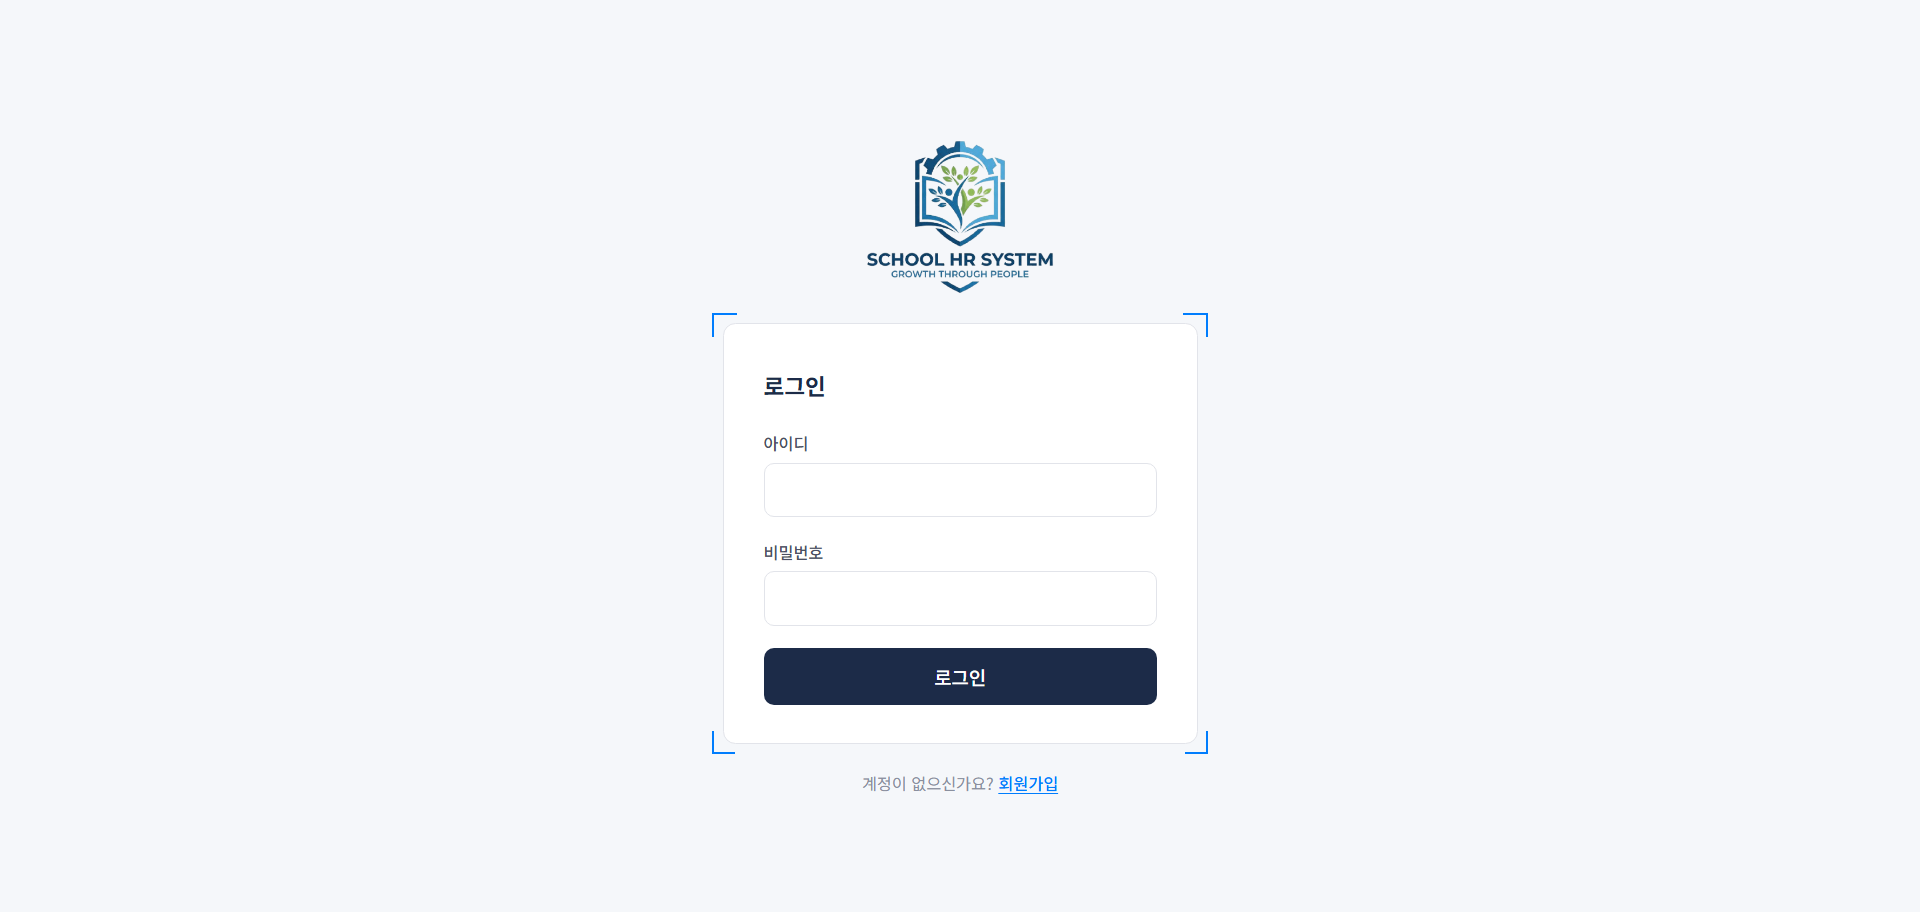 SCHOOL HR SYSTEM
GROWTH THROUGH PEOPLE
로그인
아이디
비밀번호
로그인
계정이 없으신가요? 회원가입